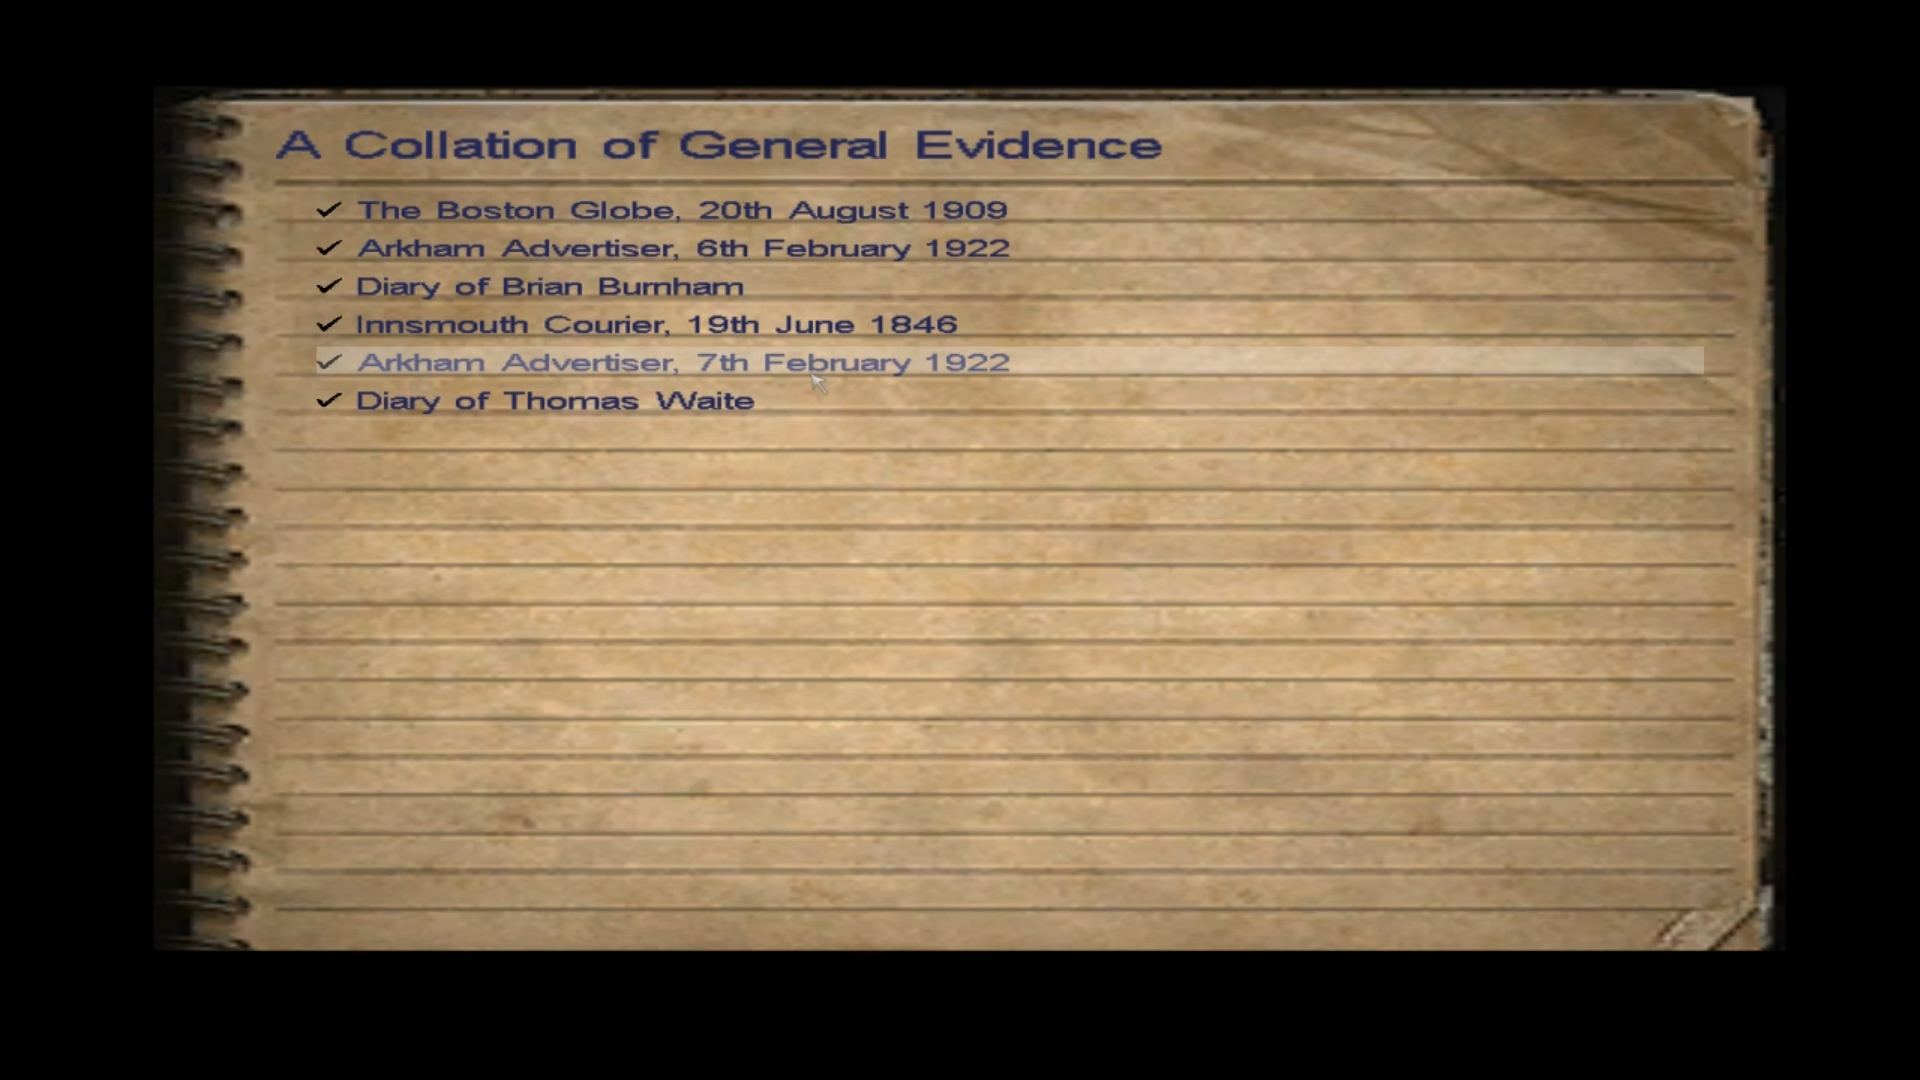 A Collation of General Evidence
✓ The Boston Globe, 20th August 1909
✓ Arkham Advertiser, 6th February 1922
✓ Diary of Brian Burnham
✓ Innsmouth Courier, 19th June 1846
✓ Arkham Advertiser, 7th February 1922
✓ Diary of Thomas Waite